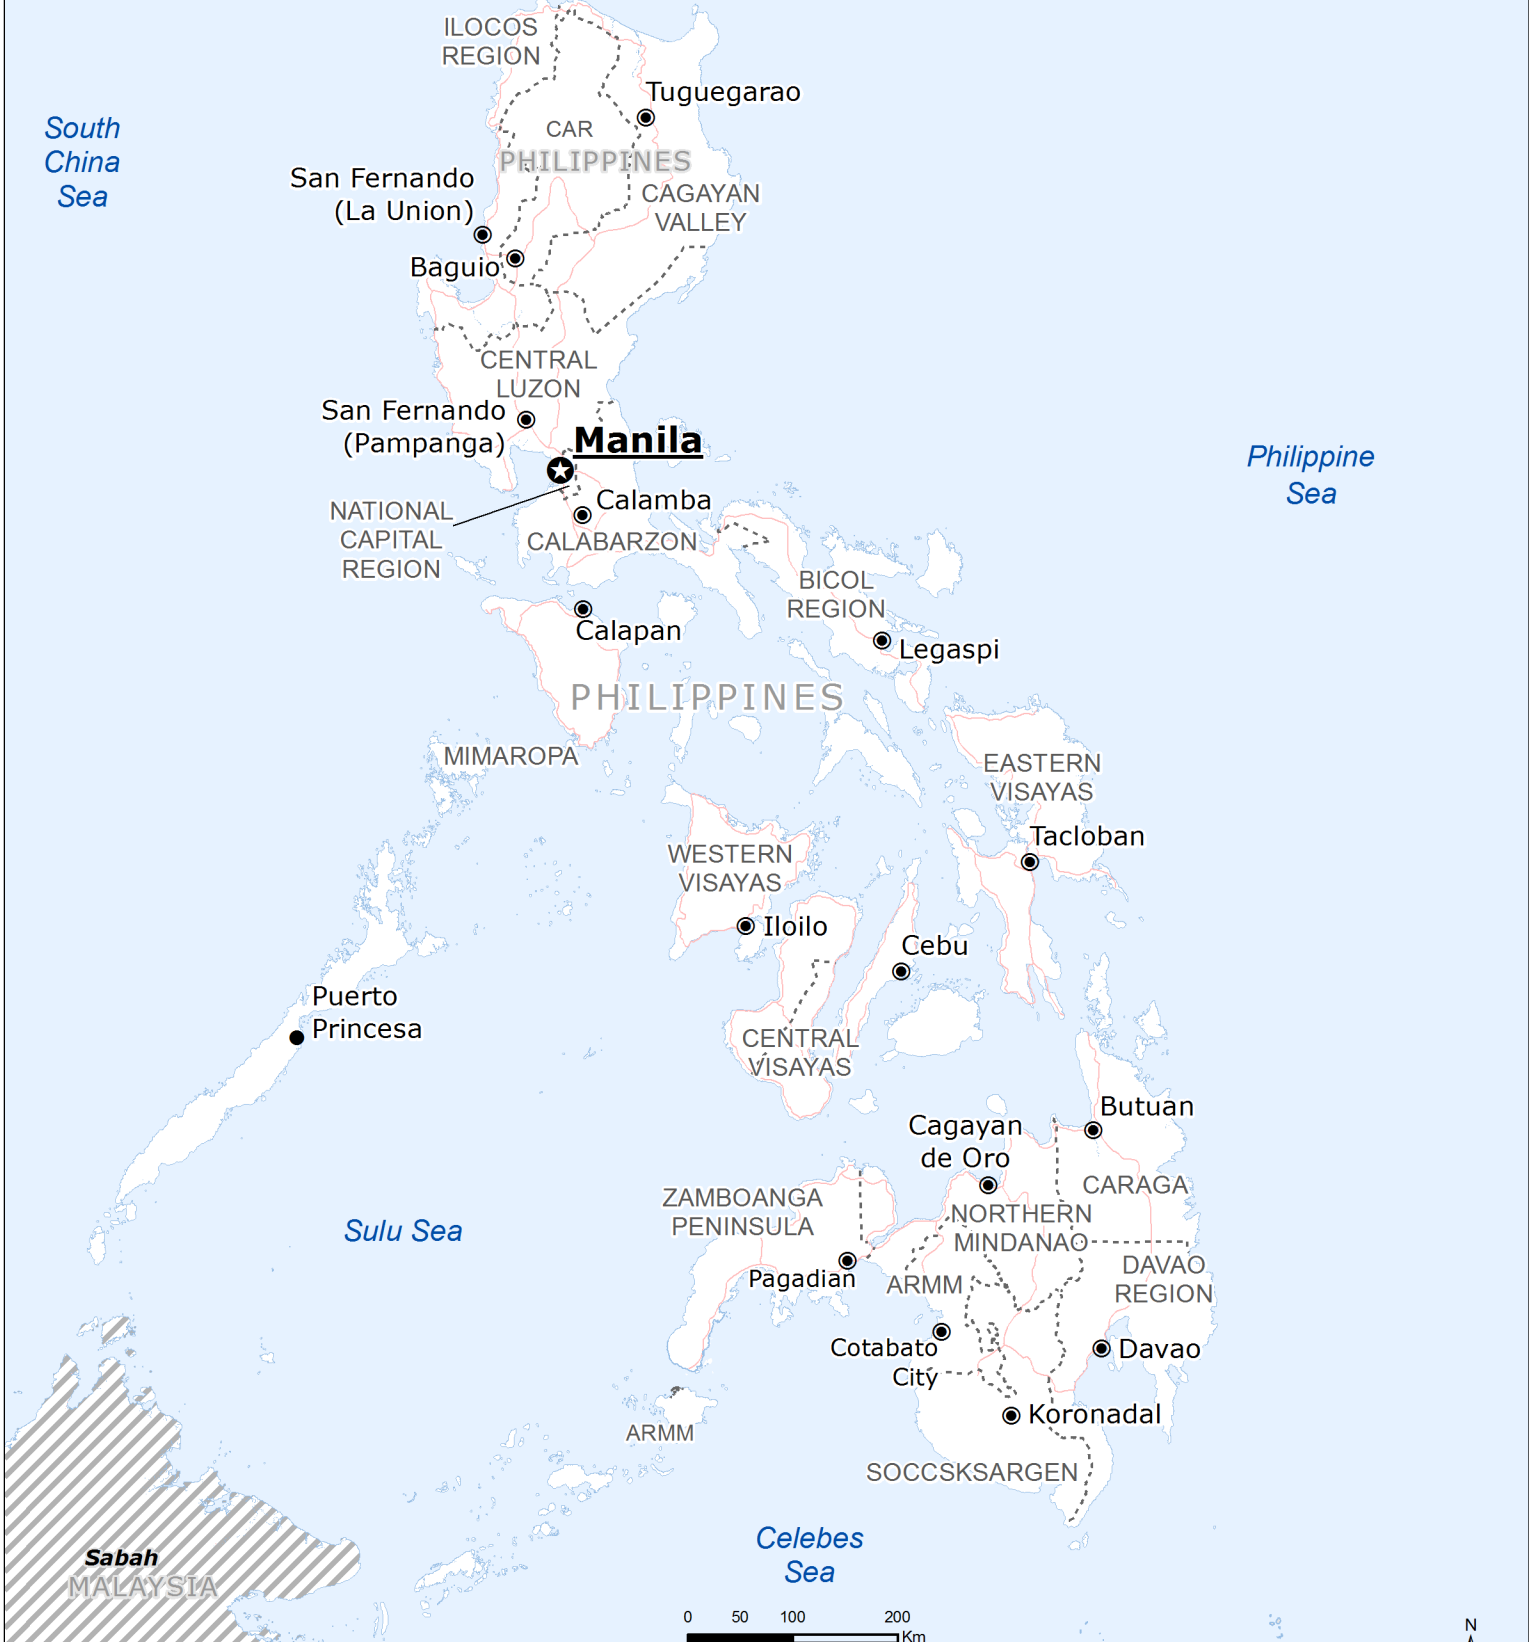 ILOCOS
REGION
Tuguegarao
South
China
Sea
CAR
PHILIPPINES
San Fernando
(La Union)
CAGAYAN
VALLEY
Baguio
CENTRAL
LUZON
San Fernando
(Pampanga)
Manila
Philippine
Sea
NATIONAL
CAPITAL
REGION
Calamba
CALABARZON
BICOL
REGION
Calapan
Legaspi
PHILIPPINES
MIMAROPA
EASTERN
VISAYAS
Tacloban
WESTERN
VISAYAS
Iloilo
Cebu
Puerto
Princesa
CENTRAL
VISAYAS
Butuan
Cagayan
de Oro
CARAGA
ZAMBOANGA
PENINSULA
NORTHERN
MINDANAO
Sulu Sea
DAVAO
REGION
Pagadian
ARMM
Cotabato
City
Davao
Koronadal
ARMM
SOCCSKSARGEN
Celebes
Sea
Sabah
MALAYSIA
0 50 100 200
Km
N